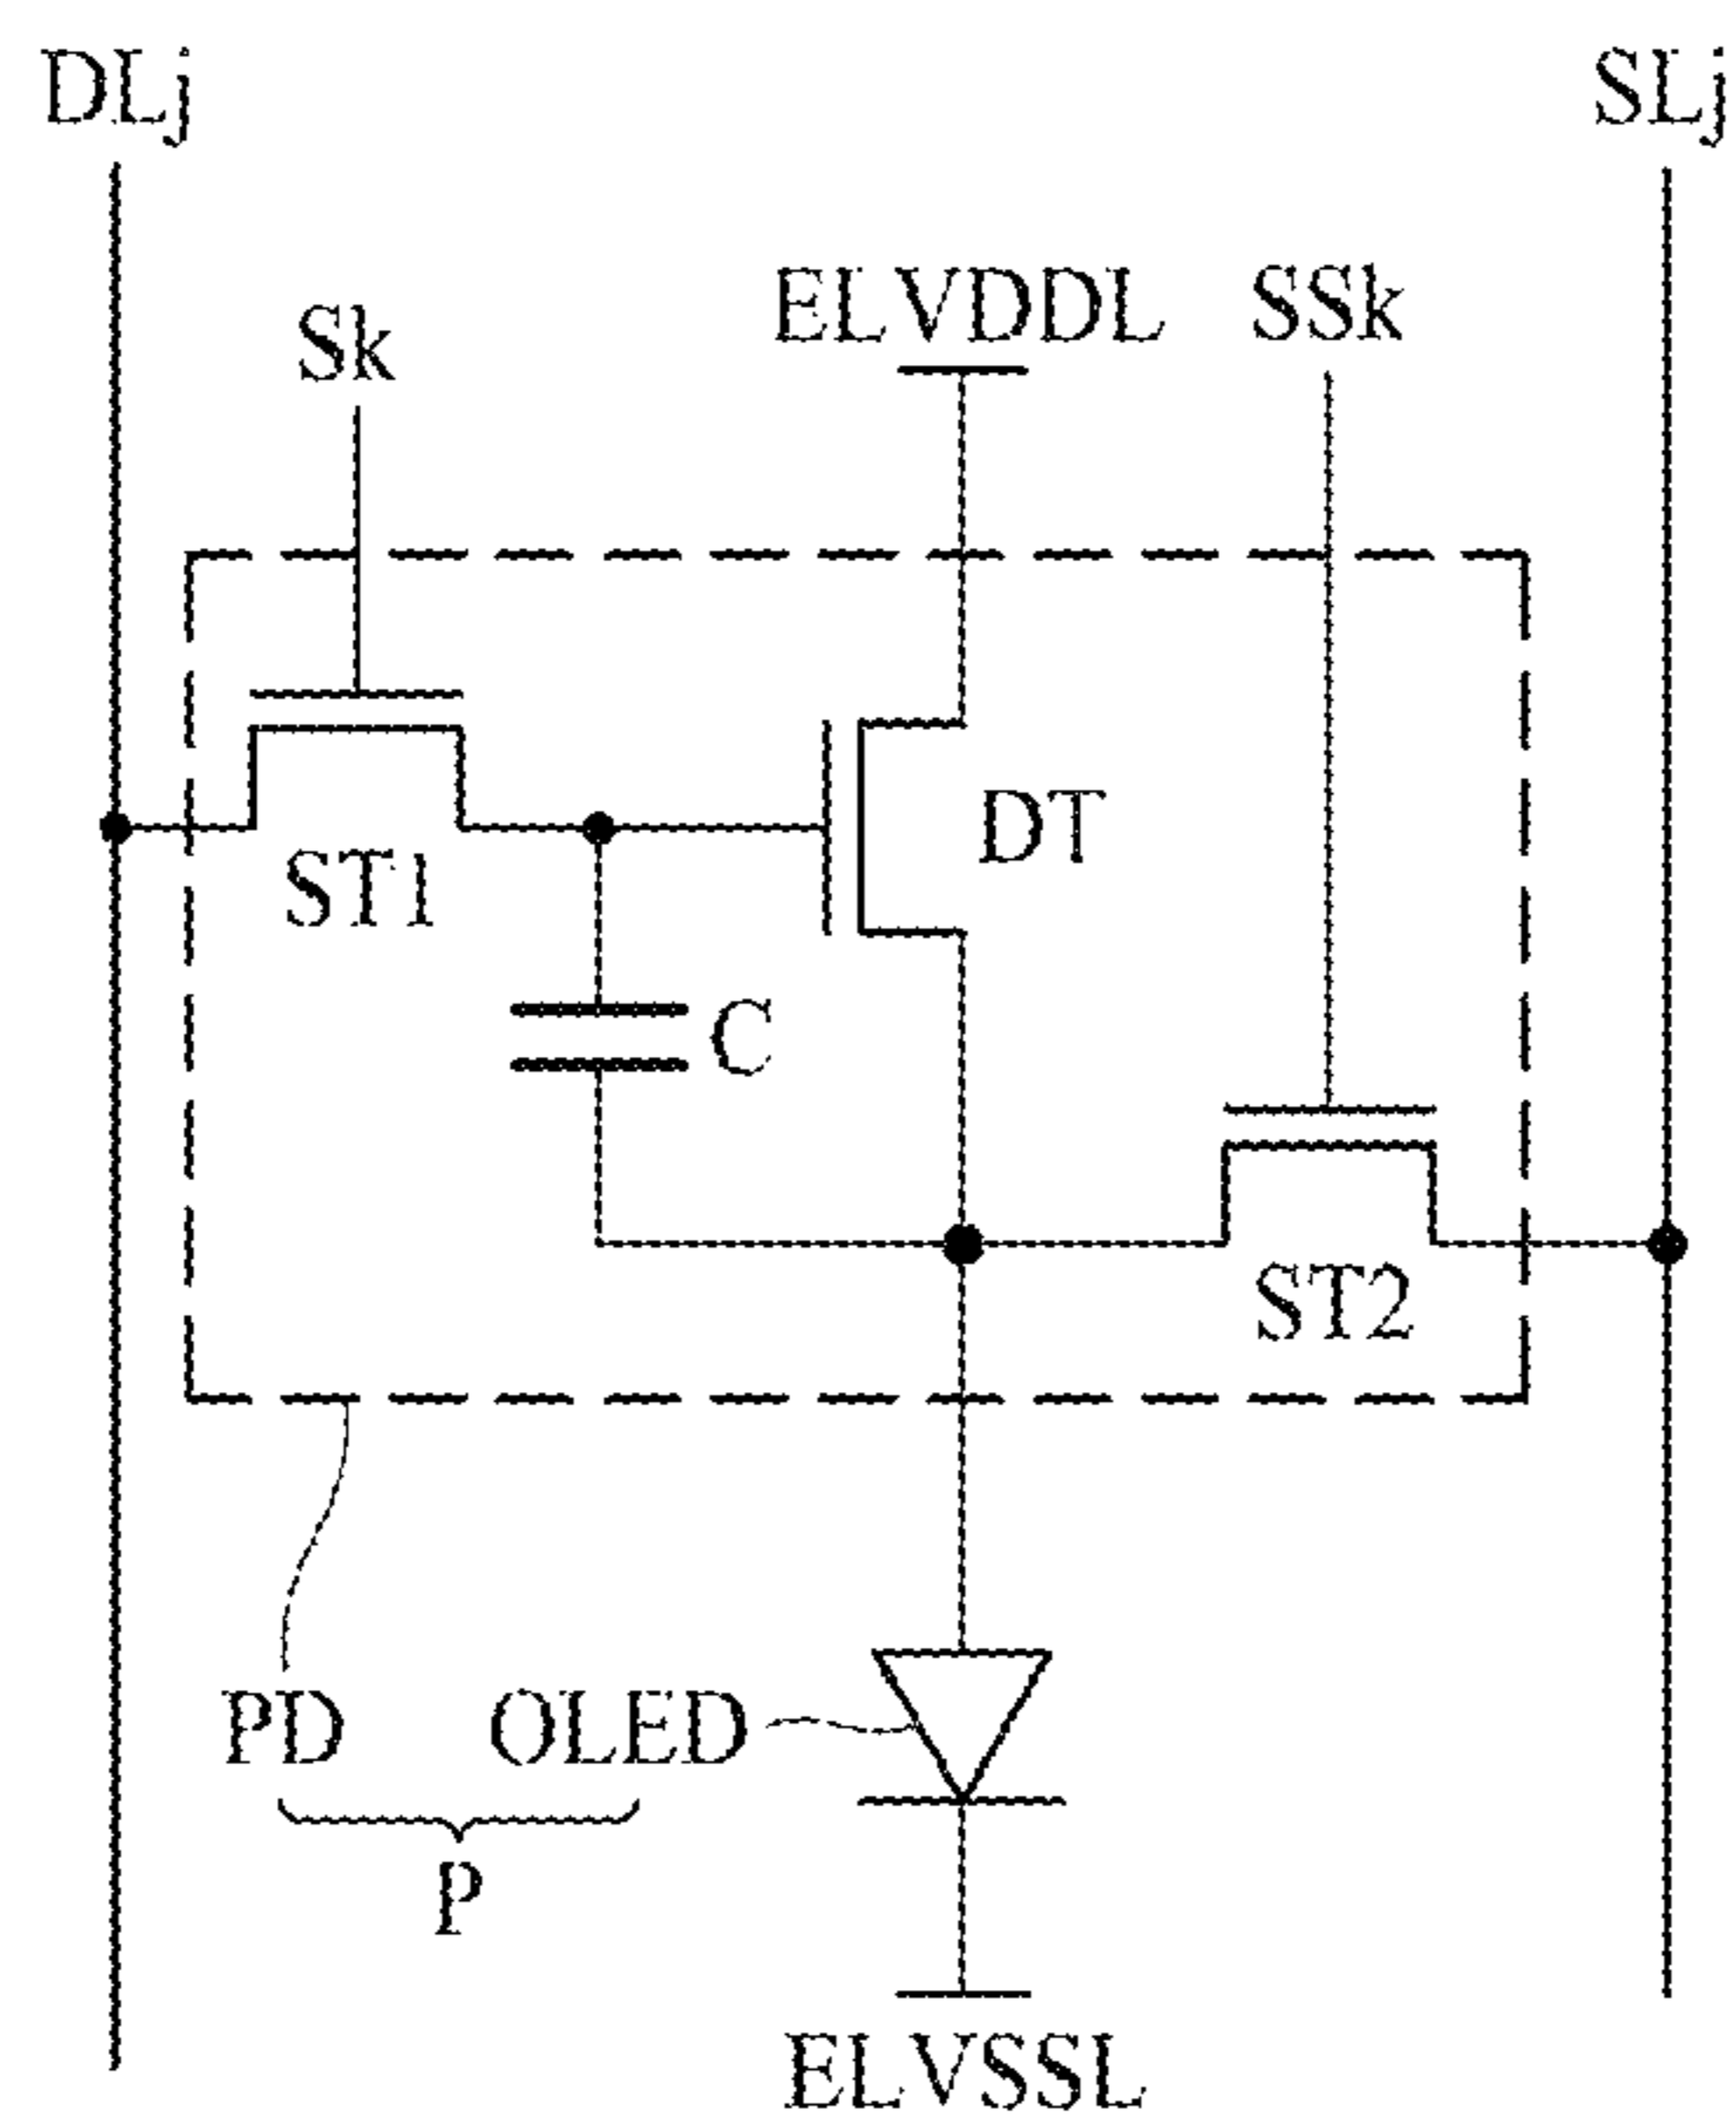 DLj
SLj
ELVDDL
SSk
Sk
DT
ST1
C
ST2
PD
OLED
P
ELVSSL